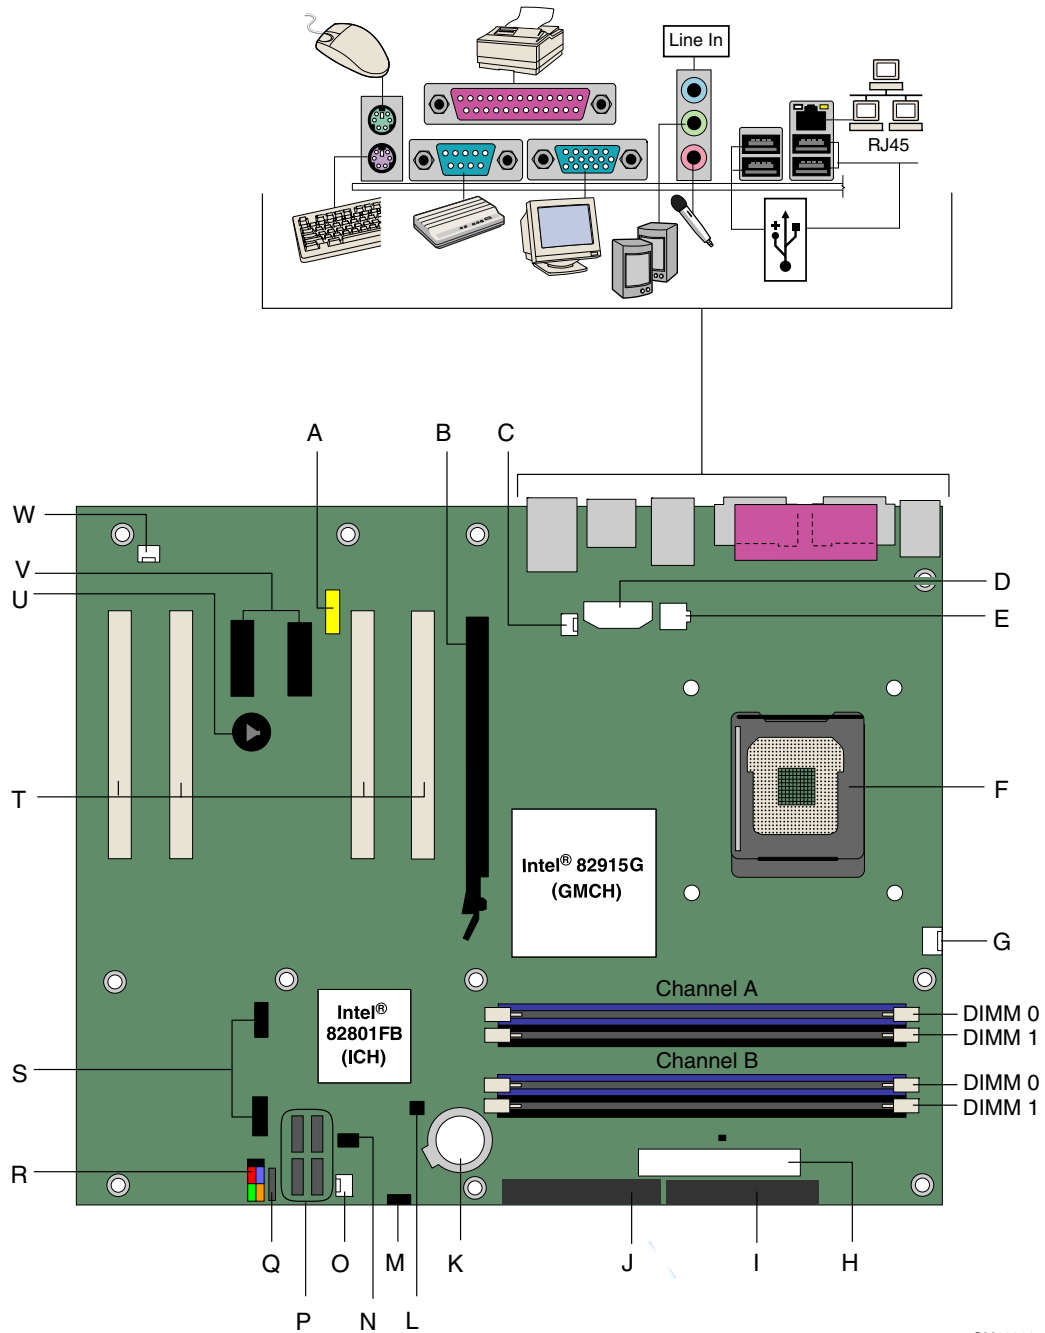 Line In
RJ45
A
B
C
W
V
U
D
E
T
F
Intel® 82915G
(GMCH)
G
Channel A
Intel®
82801FB
(ICH)
DIMM 0
DIMM 1
Channel B
S
DIMM 0
DIMM 1
R
Q
O
M
K
J
I
H
P
N
L